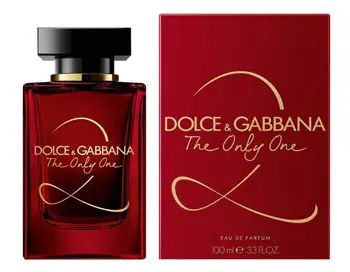 DOLCE & GABBANA
The Only One
DOLCE & GABBANA
The Only One
EAU DE PARFUM
100 ml ℮ 3.3 FL.OZ.